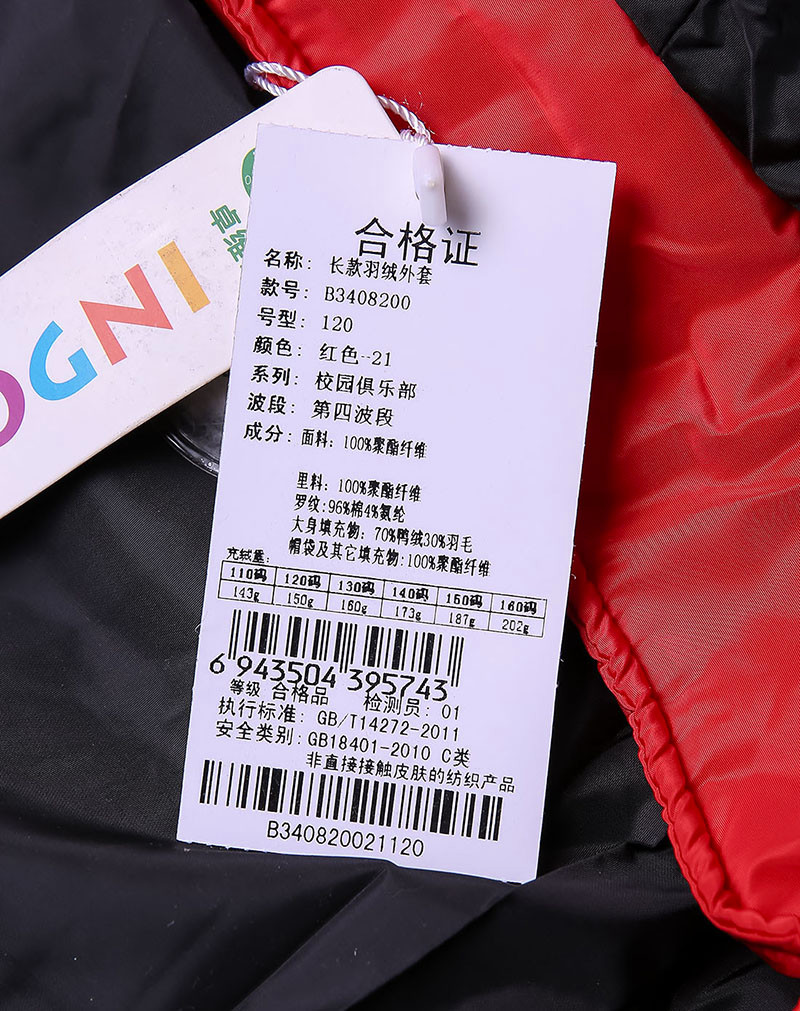 卓维
OGNI
合格证
名称: 长款羽绒外套
款号: B3408200
号型: 120
颜色: 红色--21
系列: 校园俱乐部
波段: 第四波段
成分: 面料: 100%聚酯纤维
里料: 100%聚酯纤维
罗纹:96%棉4%氨纶
大身填充物: 70%鸭绒30%羽毛
帽袋及其它填充物:100%聚酯纤维
充绒量:
110码 120码 130码 140码 150码 160码
143g 150g 160g 173g 187g 202g
6 943504 395743
等级 合格品 检测员: 01
执行标准: GB/T14272-2011
安全类别: GB18401-2010 C类
非直接接触皮肤的纺织产品
B340820021120